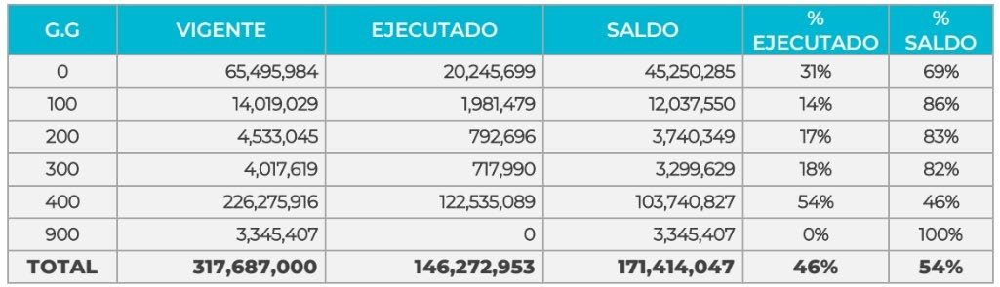 G.G VIGENTE EJECUTADO SALDO % EJECUTADO % SALDO
0 65,495,984 20,245,699 45,250,285 31% 69%
100 14,019,029 1,981,479 12,037,550 14% 86%
200 4,533,045 792,696 3,740,349 17% 83%
300 4,017,619 717,990 3,299,629 18% 82%
400 226,275,916 122,535,089 103,740,827 54% 46%
900 3,345,407 0 3,345,407 0% 100%
TOTAL 317,687,000 146,272,953 171,414,047 46% 54%